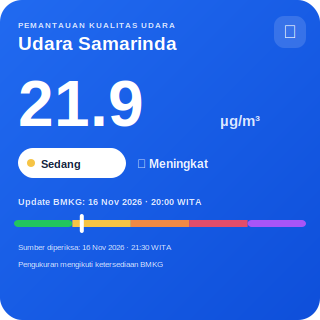 PEMANTAUAN KUALITAS UDARA
Udara Samarinda
21.9
µg/m³
Sedang
Meningkat
Update BMKG: 16 Nov 2026 · 20:00 WITA
Sumber diperiksa: 16 Nov 2026 · 21:30 WITA
Pengukuran mengikuti ketersediaan BMKG